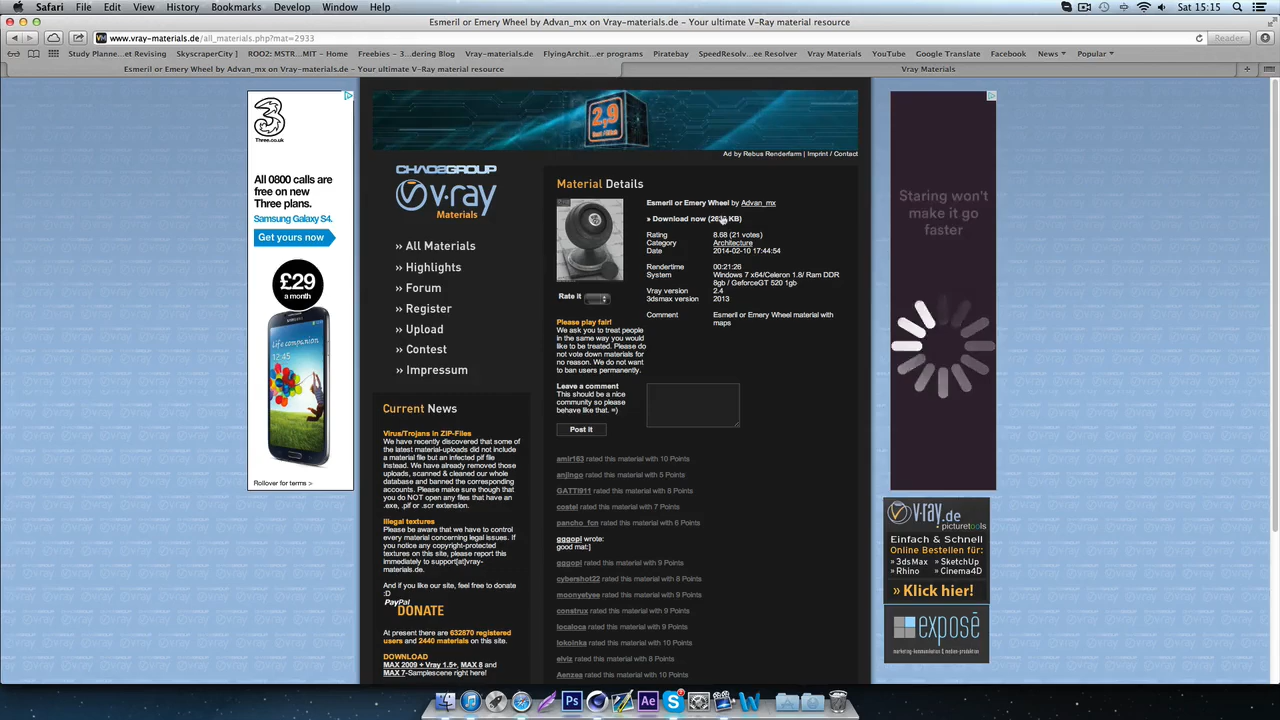 Safari File Edit View History Bookmarks Develop Window Help
Sat 15:15
Esmeril or Emery Wheel by Advan_mx on Vray-materials.de - Your ultimate V-Ray material resource
www.vray-materials.de/all_materials.php?mat=2933
Reader
Study Planne...et Revising SkyscraperCity ] ROO2: MSTR...MIT - Home Freebies - 3...dering Blog Vray-materials.de FlyingArchit...er programs Piratebay SpeedResolv...ee Resolver Vray Materials YouTube Google Translate Facebook News Popular
Esmeril or Emery Wheel by Advan_mx on Vray-materials.de - Your ultimate V-Ray material resource
Vray Materials
3
Three.co.uk
All 0800 calls are
free on new
Three plans.
Samsung Galaxy S4.
Get yours now
£29
a month
Life companion
12:45
Rollover for terms >
2,9
Ad by Rebus Renderfarm | Imprint / Contact
CHAOSGROUP
v·ray
Materials
›› All Materials
›› Highlights
›› Forum
›› Register
›› Upload
›› Contest
›› Impressum
Current News
Virus/Trojans in ZIP-Files
We have recently discovered that some of
the latest material-uploads did not include
a material file but an infected pif file
instead. We have already removed those
uploads, scanned & cleaned our whole
database and banned the corresponding
accounts. Please make sure though that
you do NOT open any files that have an
.exe, .pif or .scr extension.
Illegal textures
Please be aware that we have to control
every material concerning legal issues. If
you notice any copyright-protected
textures on this site, please report this
immediately to support[at]vray-
materials.de.
And if you like our site, feel free to donate
:D
PayPal
DONATE
At present there are 632870 registered
users and 2440 materials on this site.
DOWNLOAD
MAX 2009 + Vray 1.5+, MAX 8 and
MAX 7-Samplescene right here!
Material Details
Esmeril or Emery Wheel by Advan_mx
» Download now (26 KB)
Rating 8.68 (21 votes)
Category Architecture
Date 2014-02-10 17:44:54
Rendertime 00:21:26
System Windows 7 x64/Celeron 1.8/ Ram DDR
8gb / GeforceGT 520 1gb
Vray version 2.4
3dsmax version 2013
Comment Esmeril or Emery Wheel material with
maps
Rate it
Please play fair!
We ask you to treat people
in the same way you would
like to be treated. Please do
not vote down materials for
no reason. We do not want
to ban users permanently.
Leave a comment
This should be a nice
community so please
behave like that. =)
Post it
amir163 rated this material with 10 Points
anjingo rated this material with 5 Points
GATTI911 rated this material with 8 Points
costel rated this material with 7 Points
pancho_fcn rated this material with 6 Points
gggopl wrote:
good mat:]
gggopl rated this material with 9 Points
cybershot22 rated this material with 8 Points
moonyetyee rated this material with 9 Points
construx rated this material with 9 Points
localoca rated this material with 9 Points
lokoinka rated this material with 10 Points
elviz rated this material with 8 Points
Aenzea rated this material with 9 Points
Staring won't
make it go
faster
v·ray.de
picturetools
Einfach & Schnell
Online Bestellen für:
» 3dsMax » SketchUp
» Rhino » Cinema4D
» Klick hier!
exposé
marketing-kommunikation & medien-produktion
Ps
Ae
W